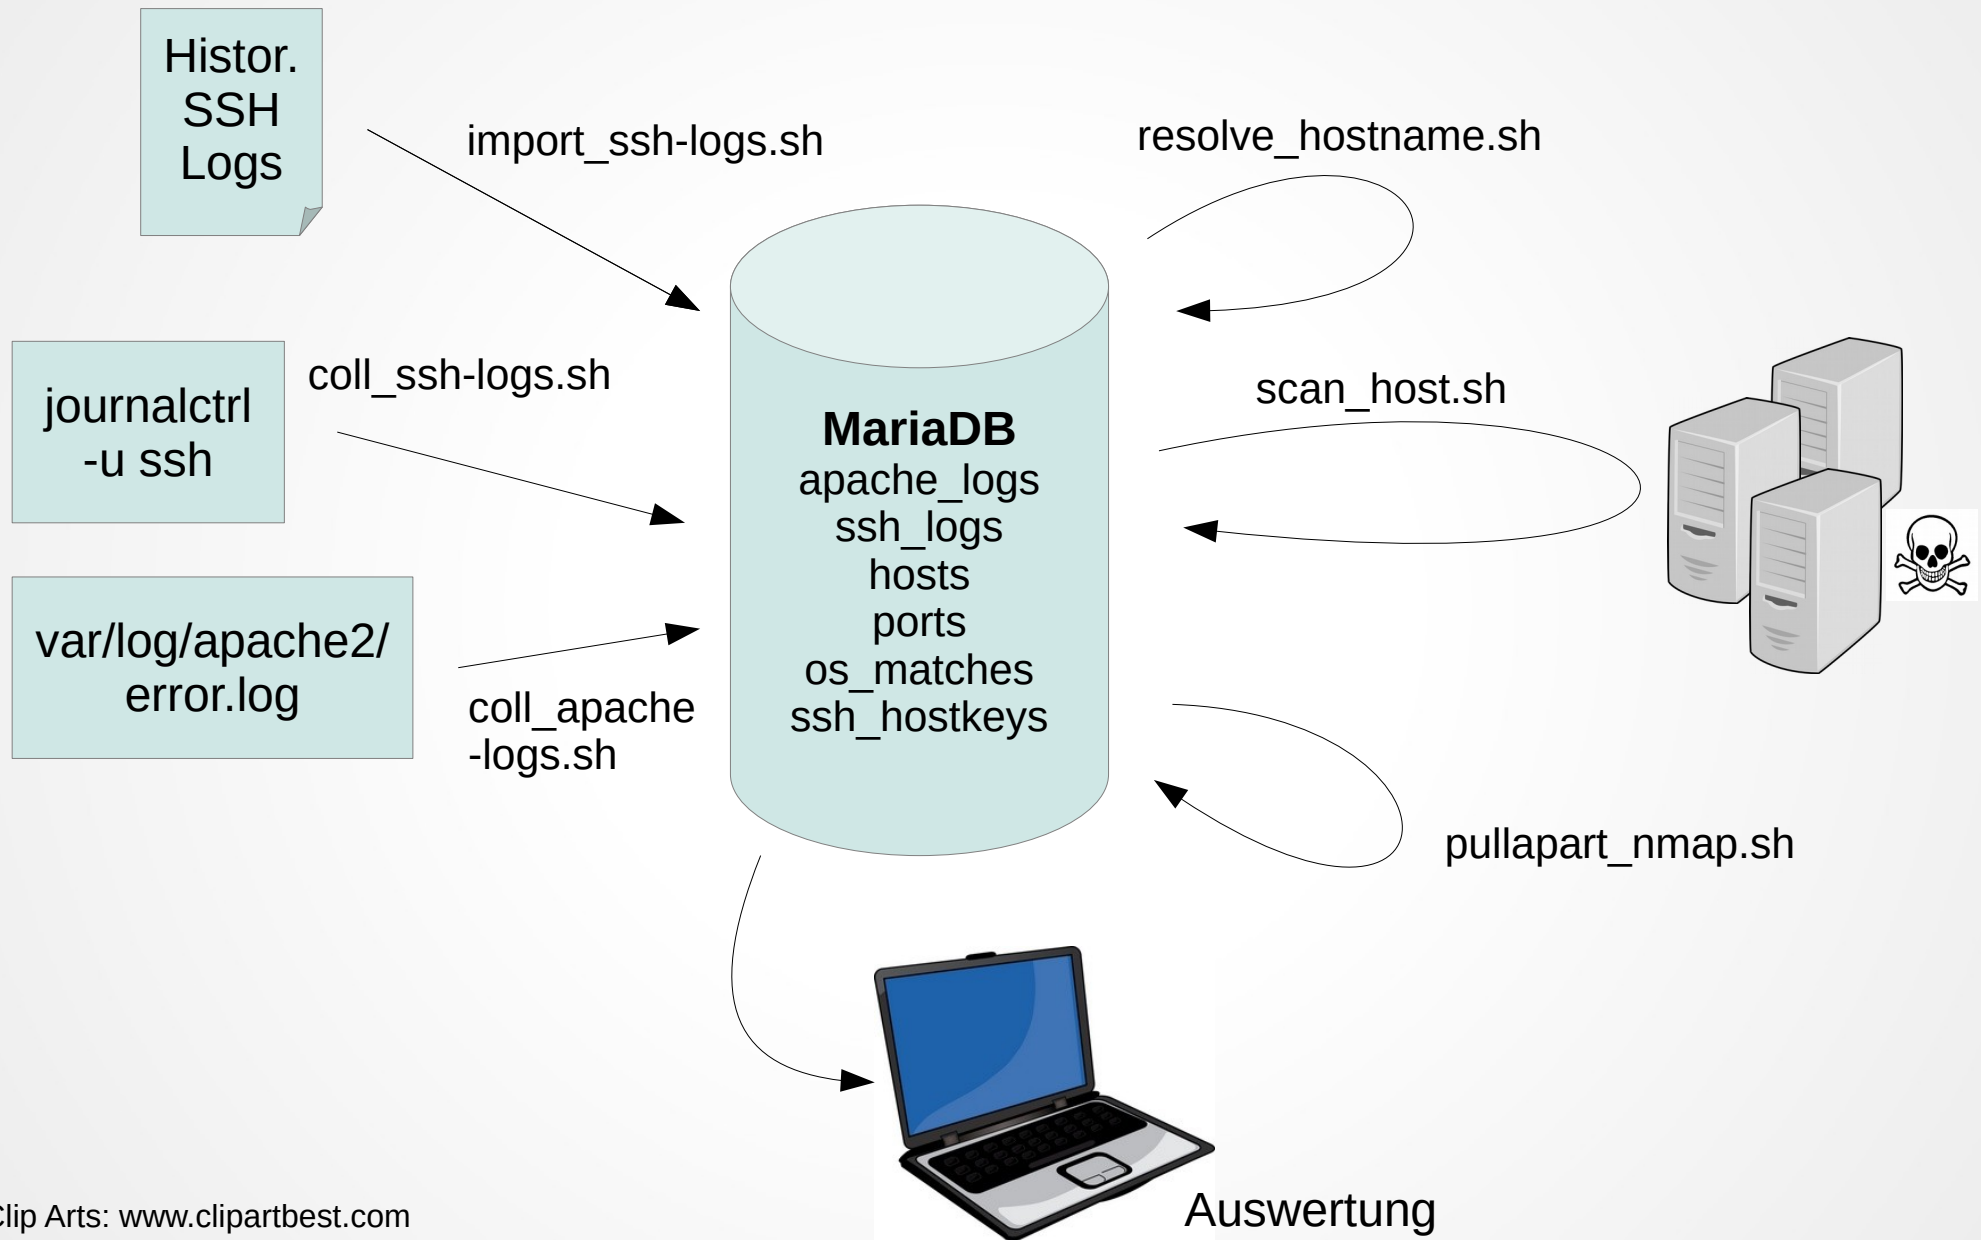 Histor.
SSH
Logs
import_ssh-logs.sh
resolve_hostname.sh
journalctrl
-u ssh
coll_ssh-logs.sh
scan_host.sh
MariaDB
apache_logs
ssh_logs
hosts
ports
os_matches
ssh_hostkeys
var/log/apache2/
error.log
coll_apache
-logs.sh
pullapart_nmap.sh
Auswertung
Clip Arts: www.clipartbest.com